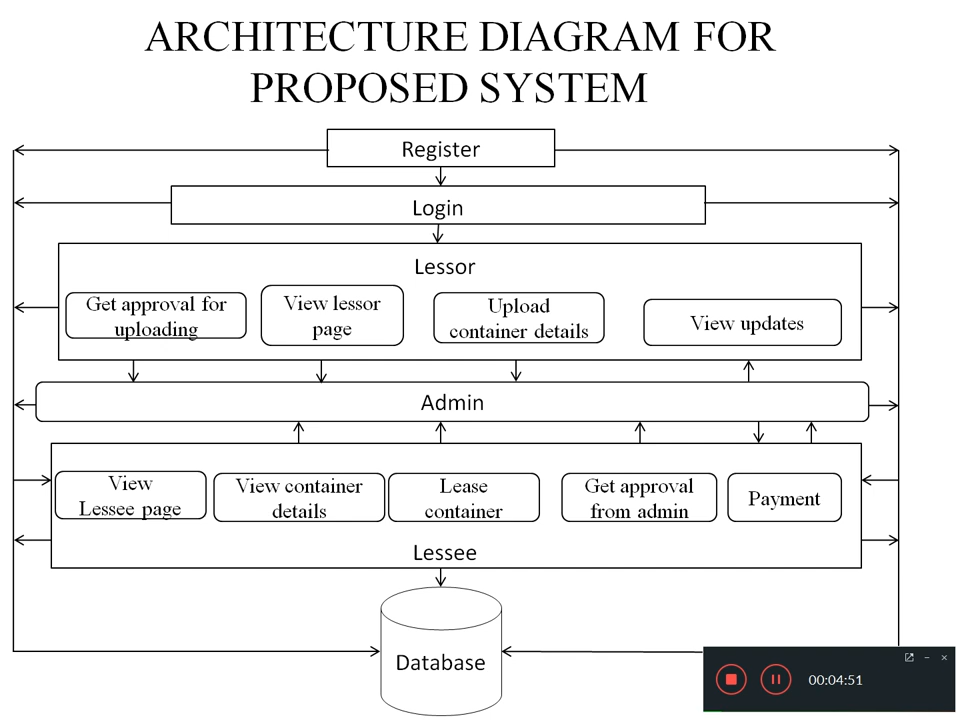 ARCHITECTURE DIAGRAM FOR
PROPOSED SYSTEM
Register
Login
Lessor
Get approval for
uploading
View lessor
page
Upload
container details
View updates
Admin
View
Lessee page
View container
details
Lease
container
Get approval
from admin
Payment
Lessee
Database
00:04:51